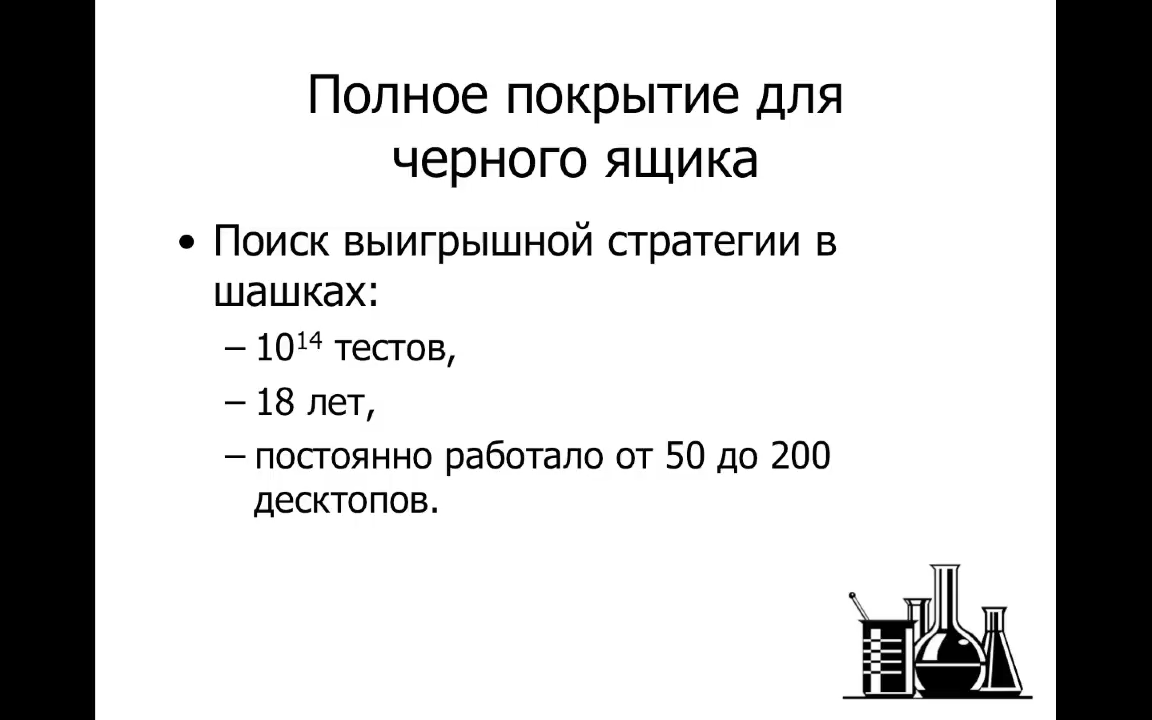 Полное покрытие для
черного ящика
• Поиск выигрышной стратегии в
шашках:
– 10¹⁴ тестов,
– 18 лет,
– постоянно работало от 50 до 200
десктопов.